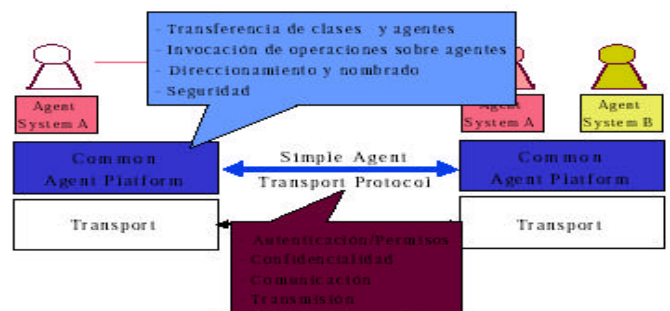 - Transferencia de clases y agentes
- Invocación de operaciones sobre agentes
- Direccionamiento y nombrado
- Seguridad
Agent
System A
Agent
System A
Agent
System B
Common
Agent Platform
Simple Agent
Transport Protocol
Common
Agent Platform
Transport
Transport
- Autenticación/Permisos
- Confidencialidad
- Comunicación
- Transmisión